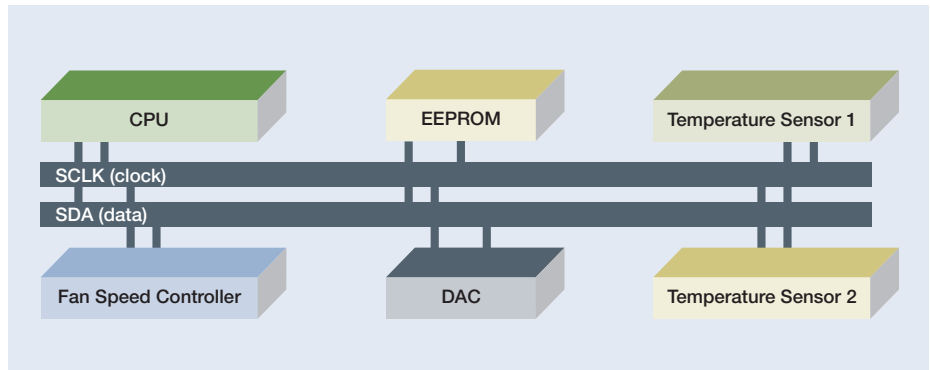 CPU
EEPROM
Temperature Sensor 1
SCLK (clock)
SDA (data)
Fan Speed Controller
DAC
Temperature Sensor 2